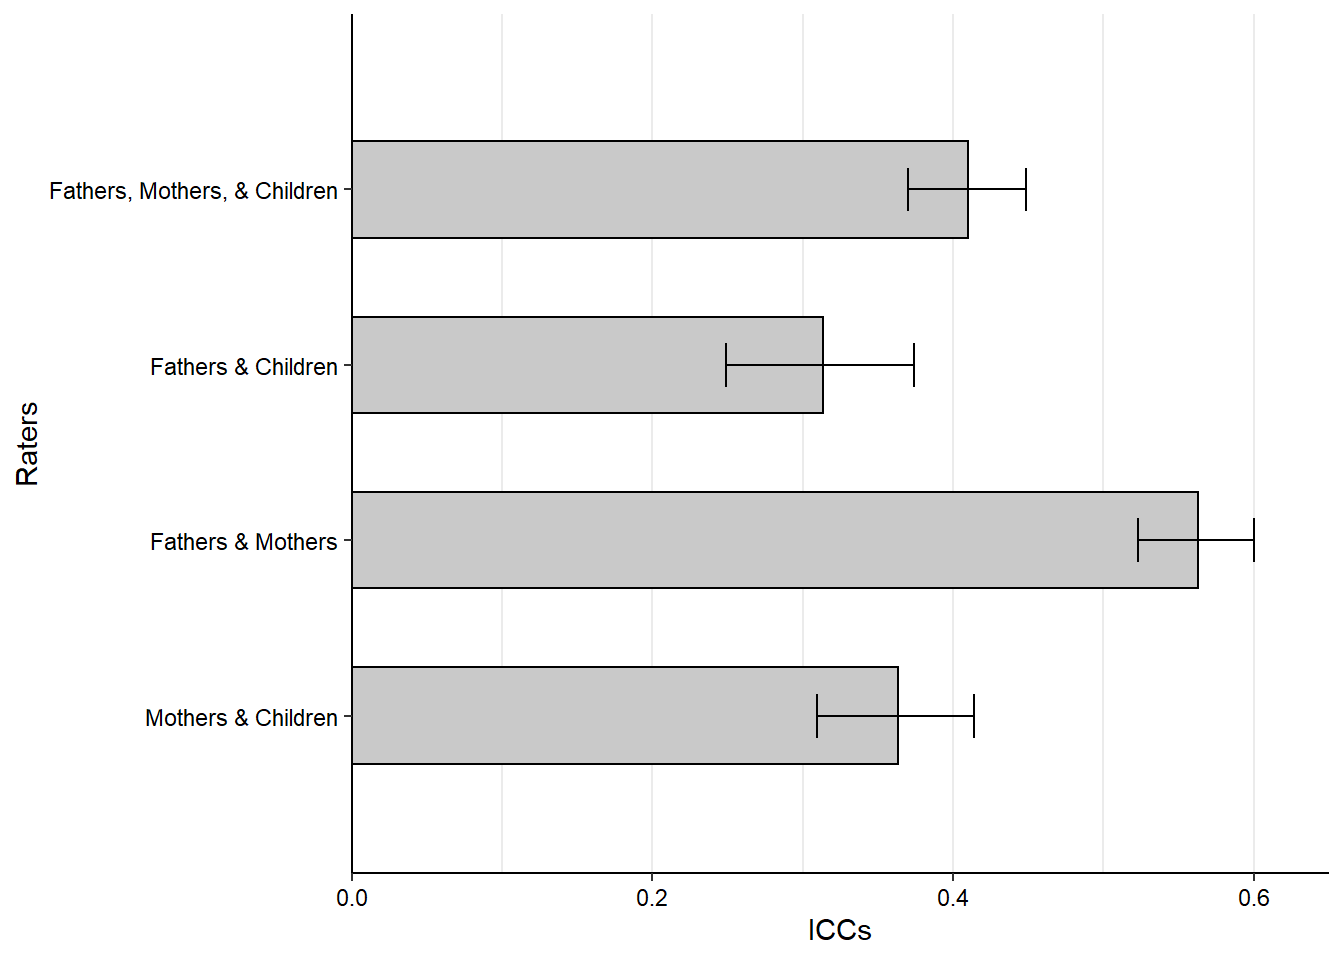 Fathers, Mothers, & Children
Fathers & Children
Raters
Fathers & Mothers
Mothers & Children
0.0 0.2 0.4 0.6
ICCs